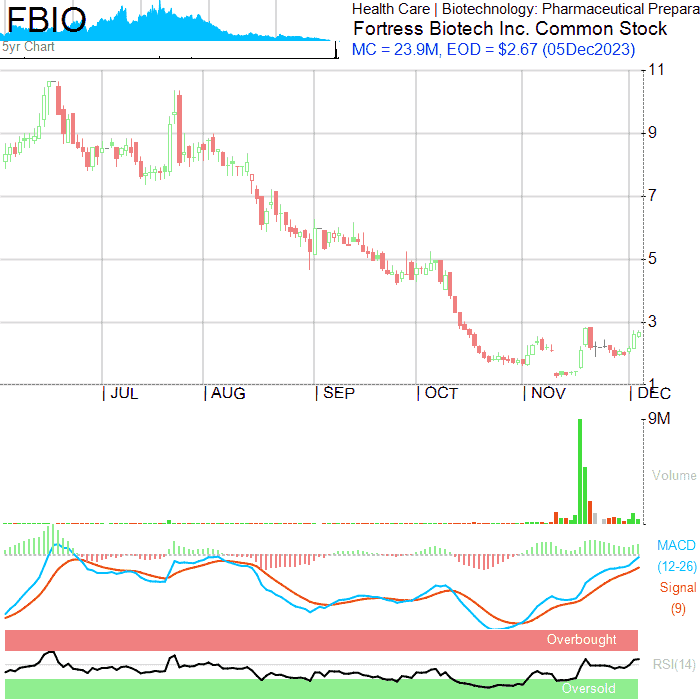 FBIO
5yr Chart
Health Care | Biotechnology: Pharmaceutical Prepara
Fortress Biotech Inc. Common Stock
MC = 23.9M, EOD = $2.67 (05Dec2023)
11
9
7
5
3
1
JUL AUG SEP OCT NOV DEC
9M
Volume
MACD
(12-26)
Signal
(9)
Overbought
RSI(14)
Oversold